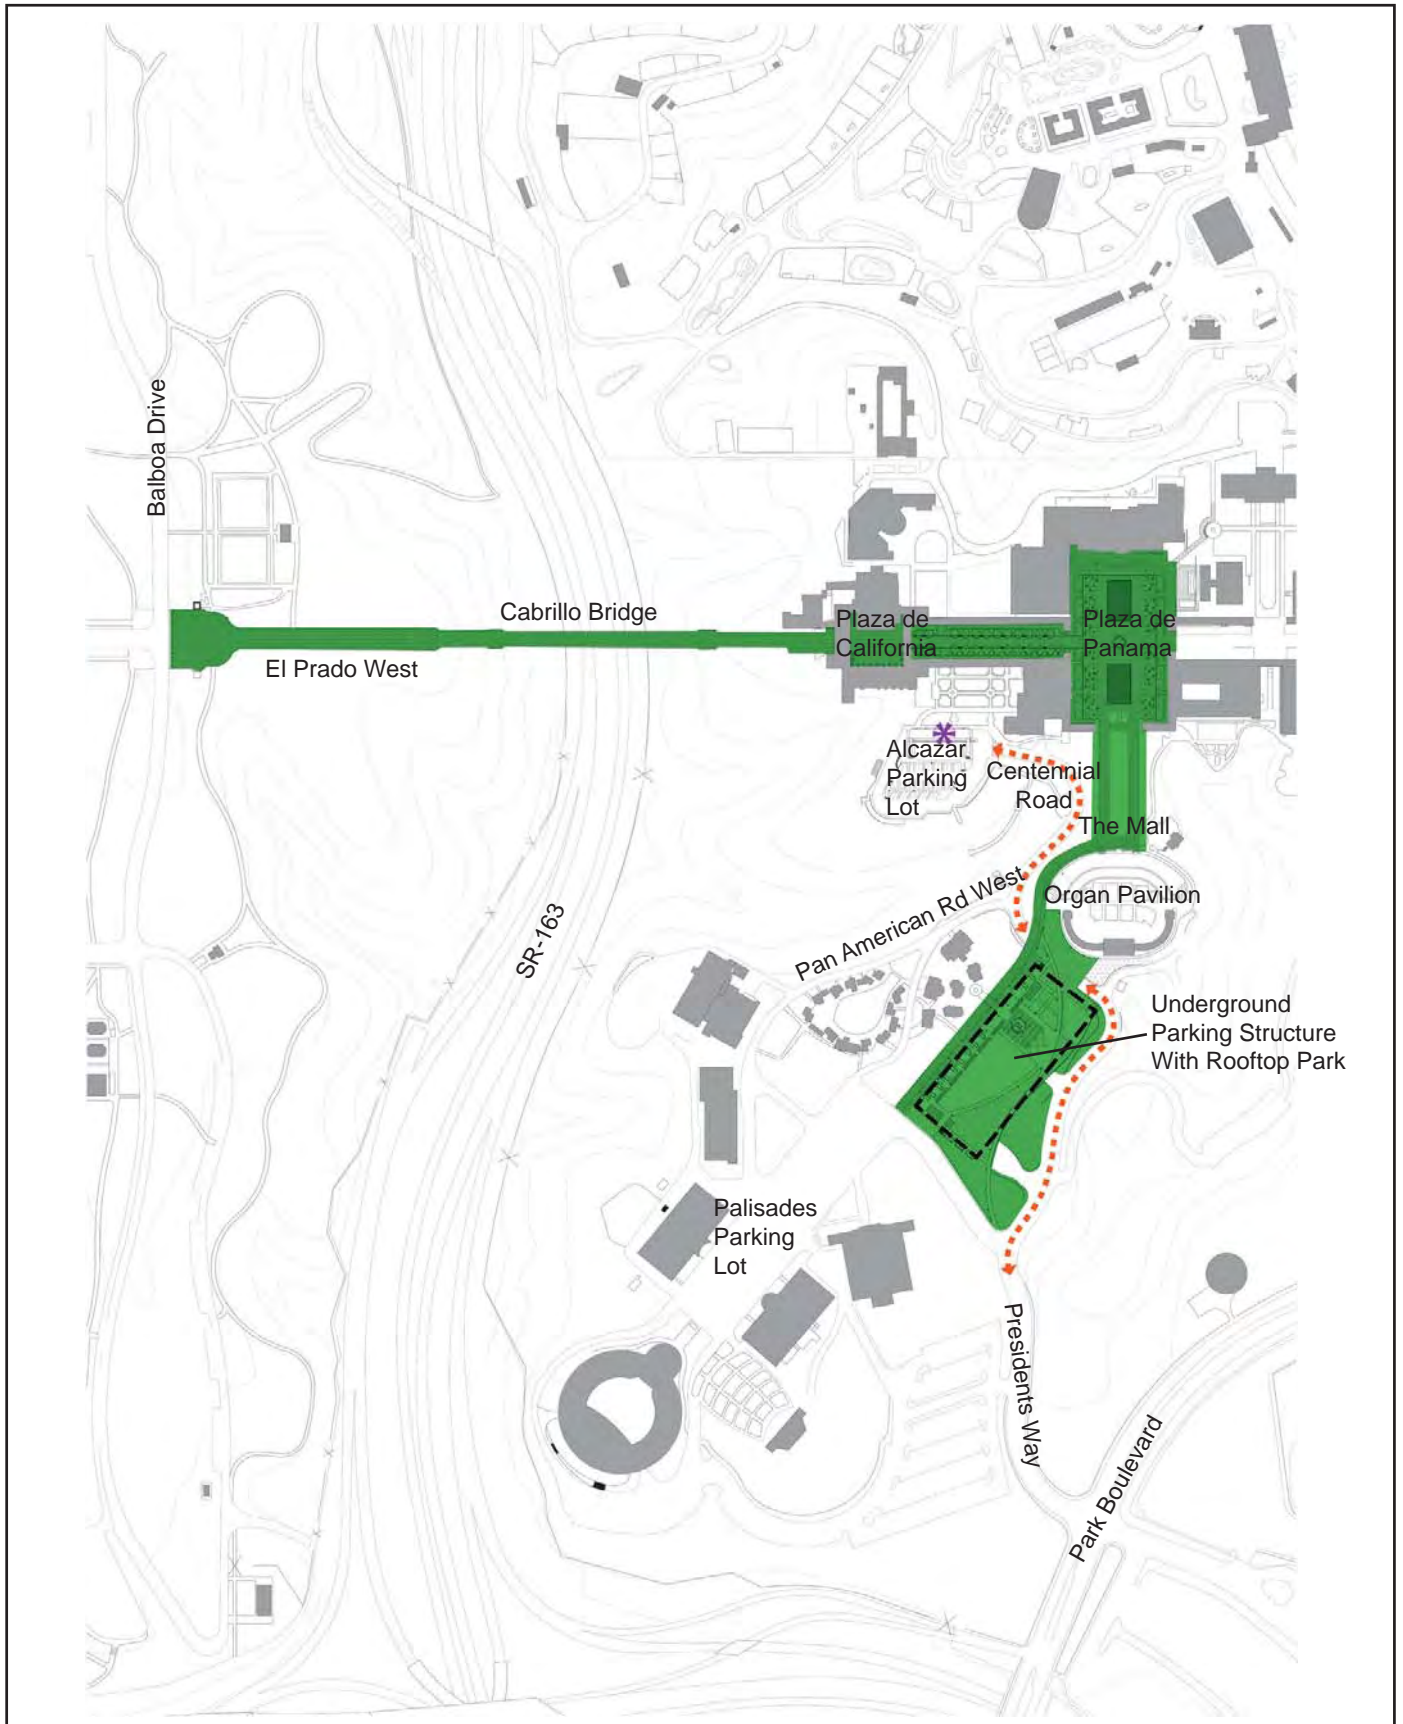 Balboa Drive
Cabrillo Bridge
El Prado West
Plaza de
California
Plaza de
Panama
Alcazar
Parking
Lot
Centennial
Road
The Mall
Organ Pavilion
Pan American Rd West
SR-163
Underground
Parking Structure
With Rooftop Park
Palisades
Parking
Lot
Presidents Way
Park Boulevard